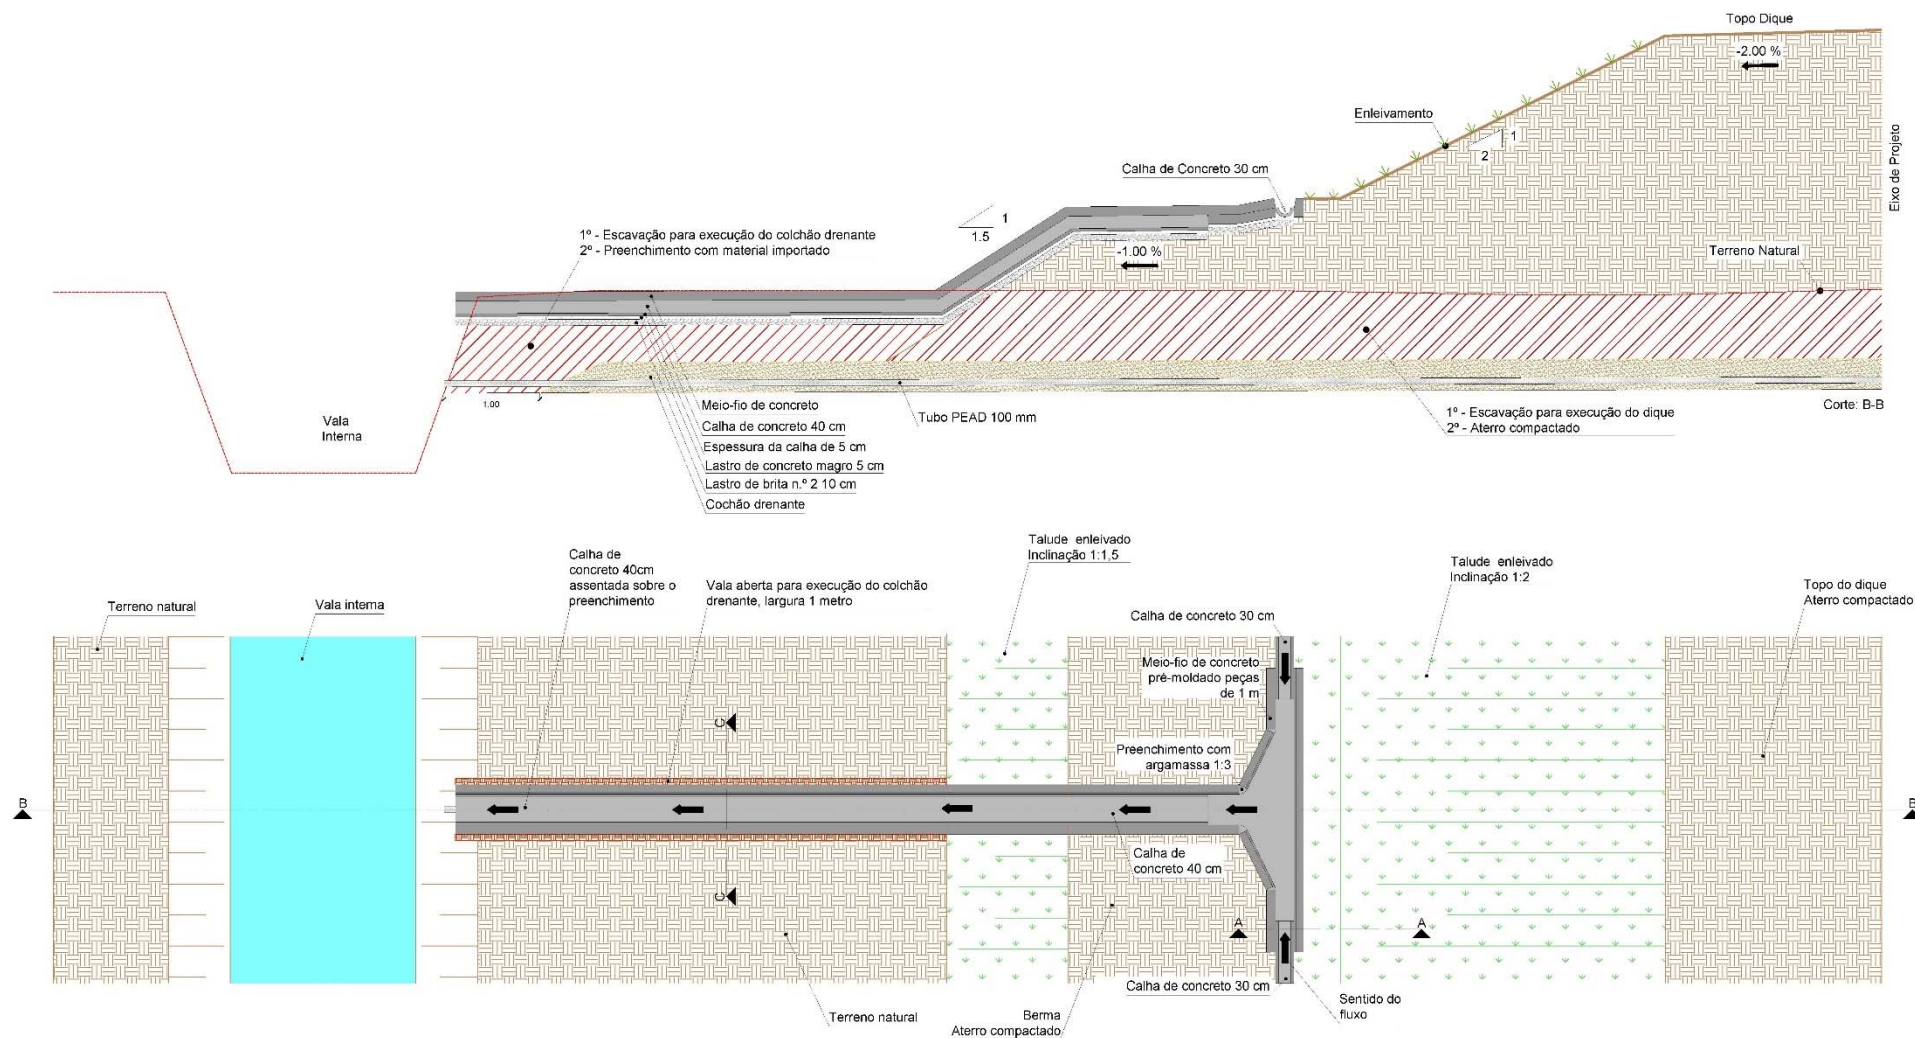 Topo Dique
-2.00 %
Enleivamento
1
2
Eixo de Projeto
Calha de Concreto 30 cm
1
1.5
1º - Escavação para execução do colchão drenante
2º - Preenchimento com material importado
-1.00 %
Terreno Natural
1.00
Vala
Interna
Meio-fio de concreto
Calha de concreto 40 cm
Espessura da calha de 5 cm
Lastro de concreto magro 5 cm
Lastro de brita n.º 2 10 cm
Cochão drenante
Tubo PEAD 100 mm
1º - Escavação para execução do dique
2º - Aterro compactado
Corte: B-B
Terreno natural
Vala interna
Calha de
concreto 40cm
assentada sobre o
preenchimento
Vala aberta para execução do colchão
drenante, largura 1 metro
Talude enleivado
Inclinação 1:1,5
Calha de concreto 30 cm
Talude enleivado
Inclinação 1:2
Topo do dique
Aterro compactado
Meio-fio de concreto
pré-moldado peças
de 1 m
Preenchimento com
argamassa 1:3
C
B
B
Calha de
concreto 40 cm
C
A
A
Calha de concreto 30 cm
Sentido do
fluxo
Terreno natural
Berma
Aterro compactado